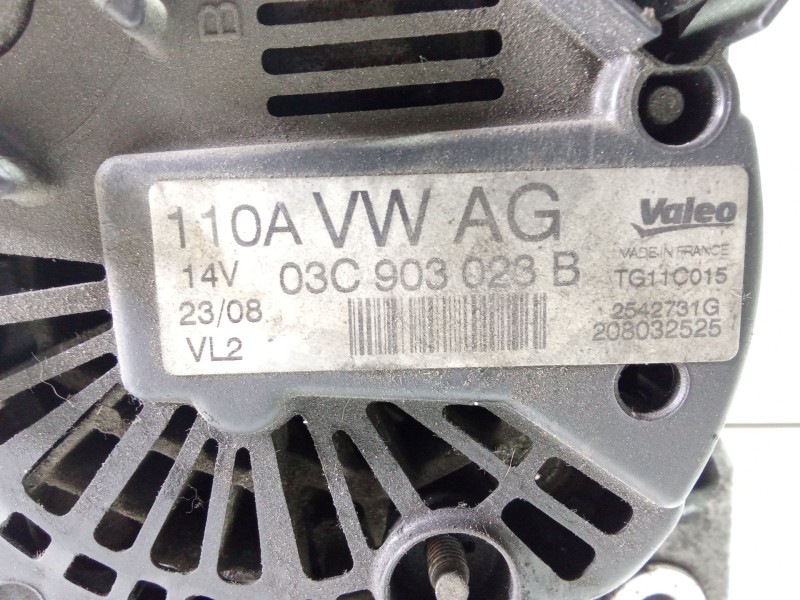 B
110A VW AG
14V 03C 903 023 B
23/08
VL2
Valeo
MADE IN FRANCE
TG11C015
2542731G
208032525